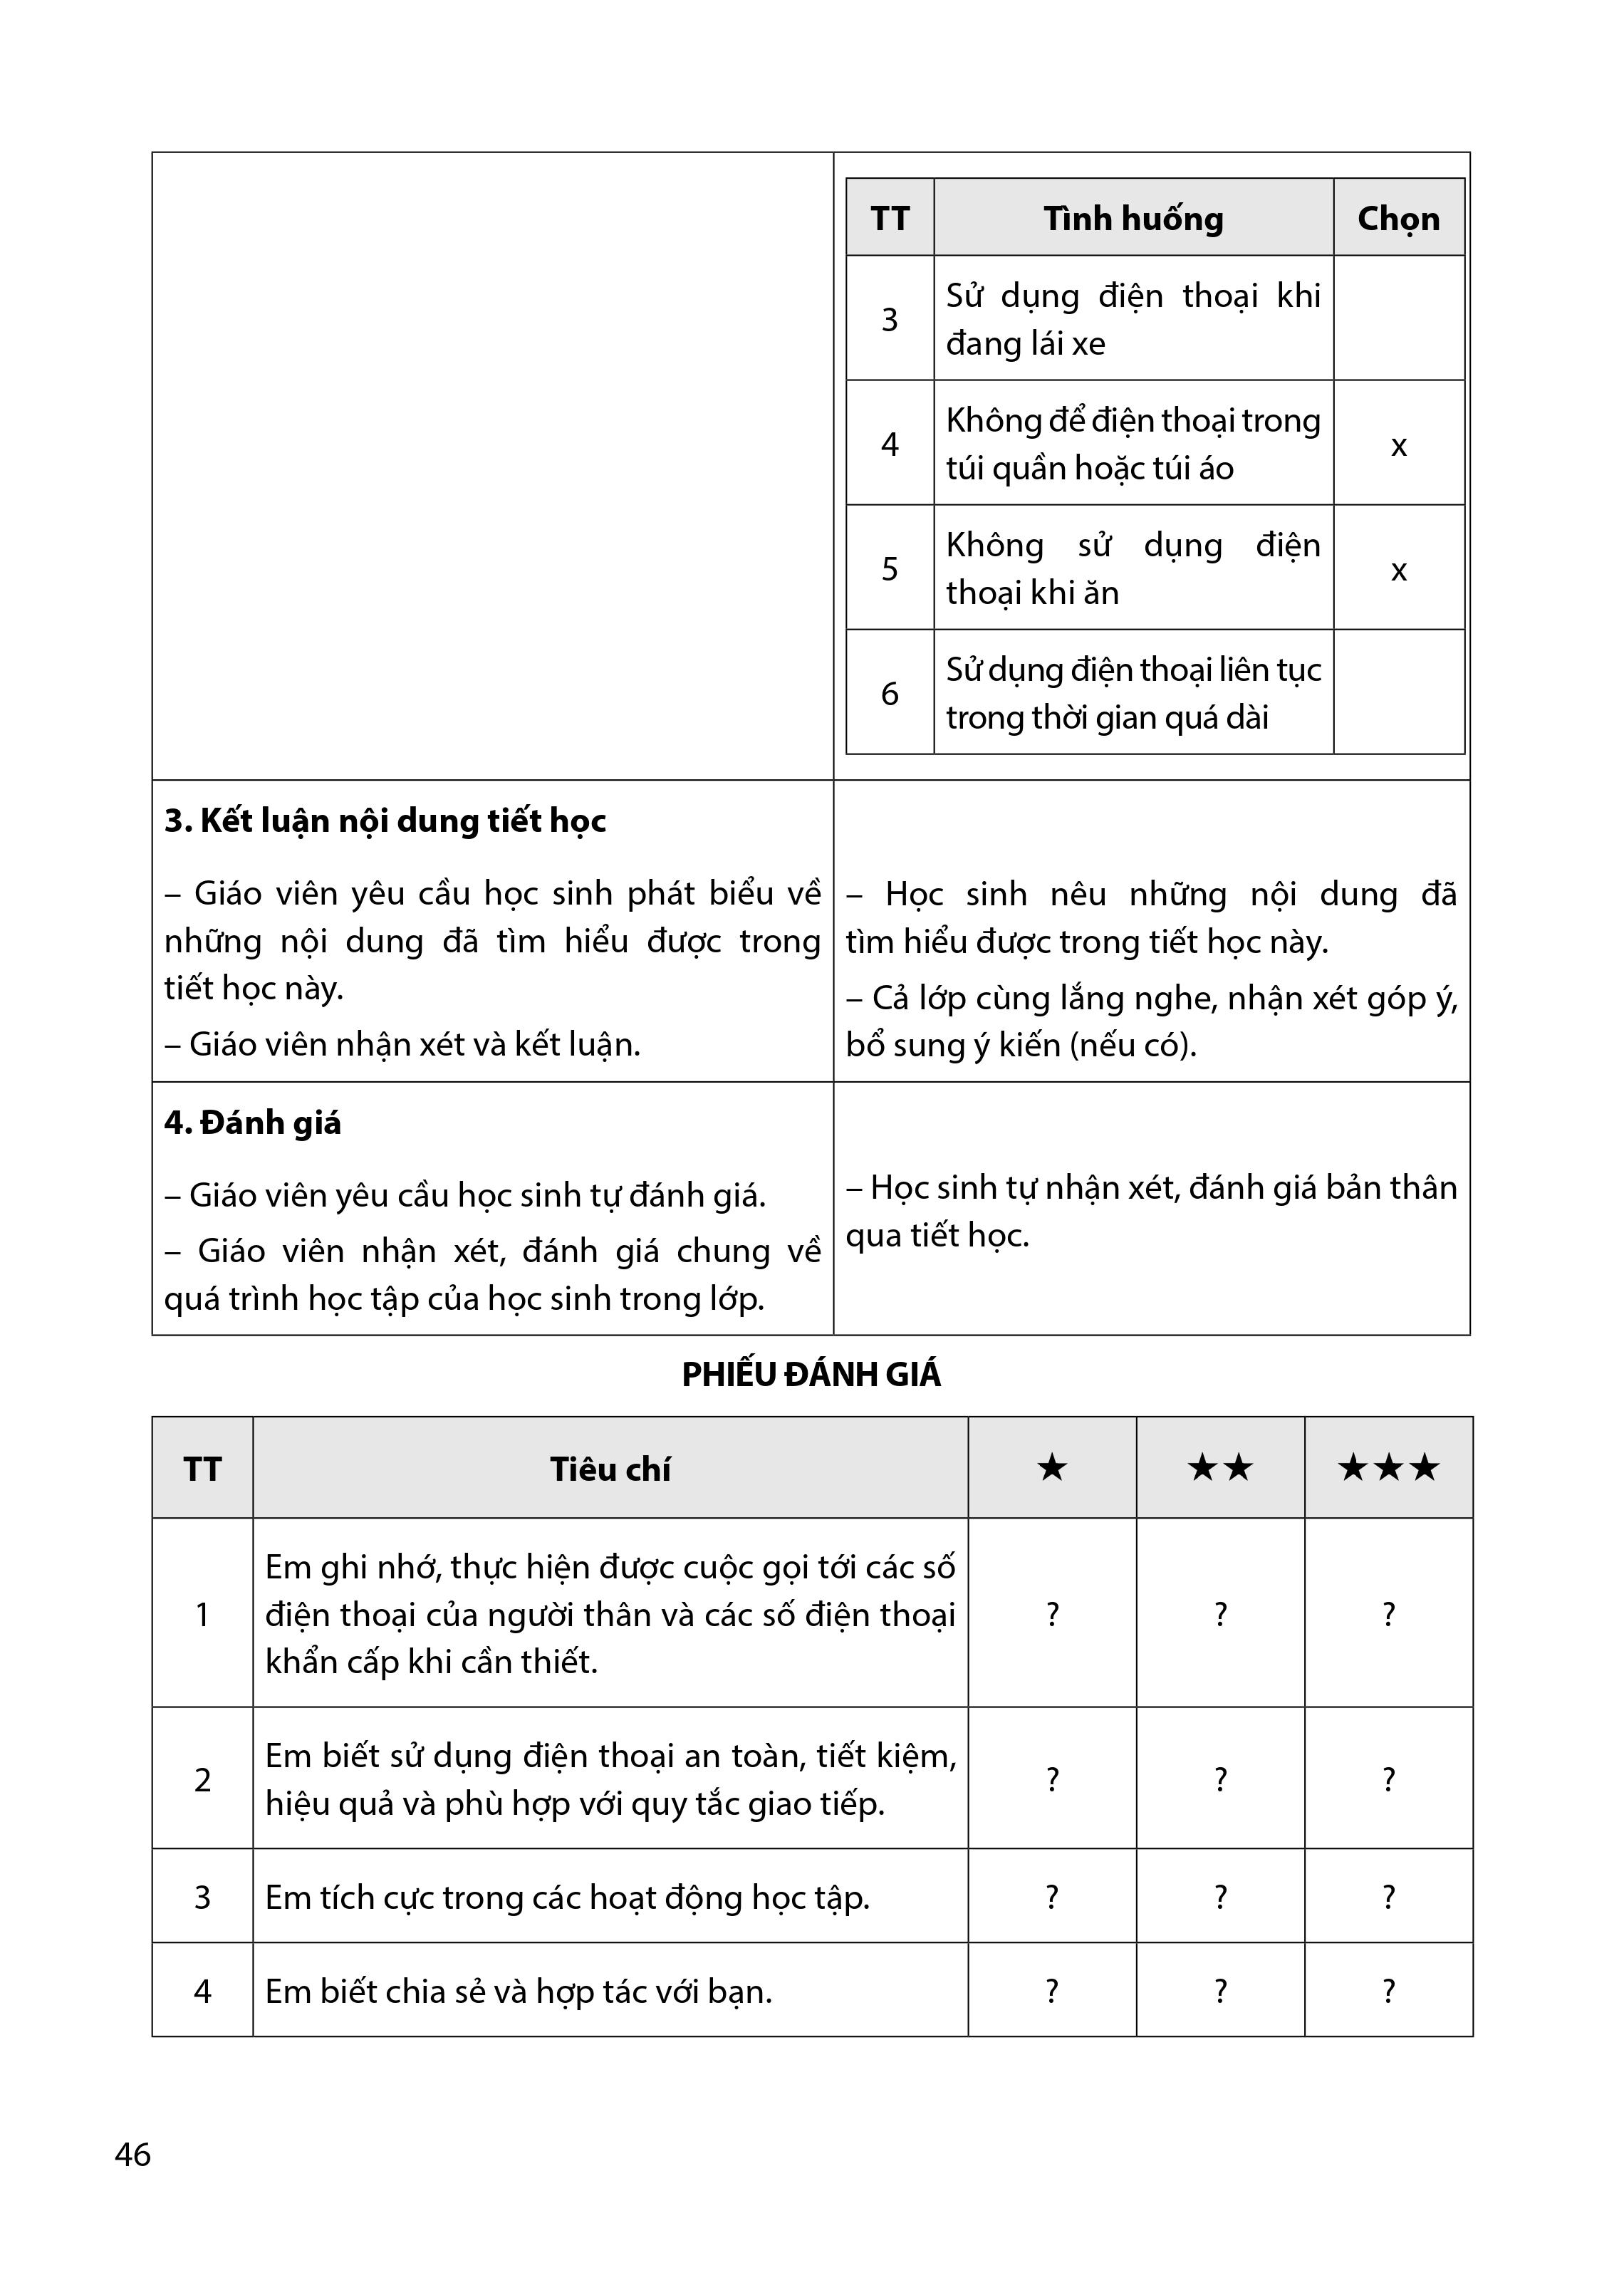 TT Tình huống Chọn
3 Sử dụng điện thoại khi
đang lái xe
4 Không để điện thoại trong x
túi quần hoặc túi áo
5 Không sử dụng điện x
thoại khi ăn
6 Sử dụng điện thoại liên tục
trong thời gian quá dài
3. Kết luận nội dung tiết học
– Giáo viên yêu cầu học sinh phát biểu về
những nội dung đã tìm hiểu được trong
tiết học này.
– Giáo viên nhận xét và kết luận.
– Học sinh nêu những nội dung đã
tìm hiểu được trong tiết học này.
– Cả lớp cùng lắng nghe, nhận xét góp ý,
bổ sung ý kiến (nếu có).
4. Đánh giá
– Giáo viên yêu cầu học sinh tự đánh giá.
– Giáo viên nhận xét, đánh giá chung về
quá trình học tập của học sinh trong lớp.
– Học sinh tự nhận xét, đánh giá bản thân
qua tiết học.
PHIẾU ĐÁNH GIÁ
TT Tiêu chí ★ ★★ ★★★
1 Em ghi nhớ, thực hiện được cuộc gọi tới các số
điện thoại của người thân và các số điện thoại ? ? ?
khẩn cấp khi cần thiết.
2 Em biết sử dụng điện thoại an toàn, tiết kiệm, ? ? ?
hiệu quả và phù hợp với quy tắc giao tiếp.
3 Em tích cực trong các hoạt động học tập. ? ? ?
4 Em biết chia sẻ và hợp tác với bạn. ? ? ?
46